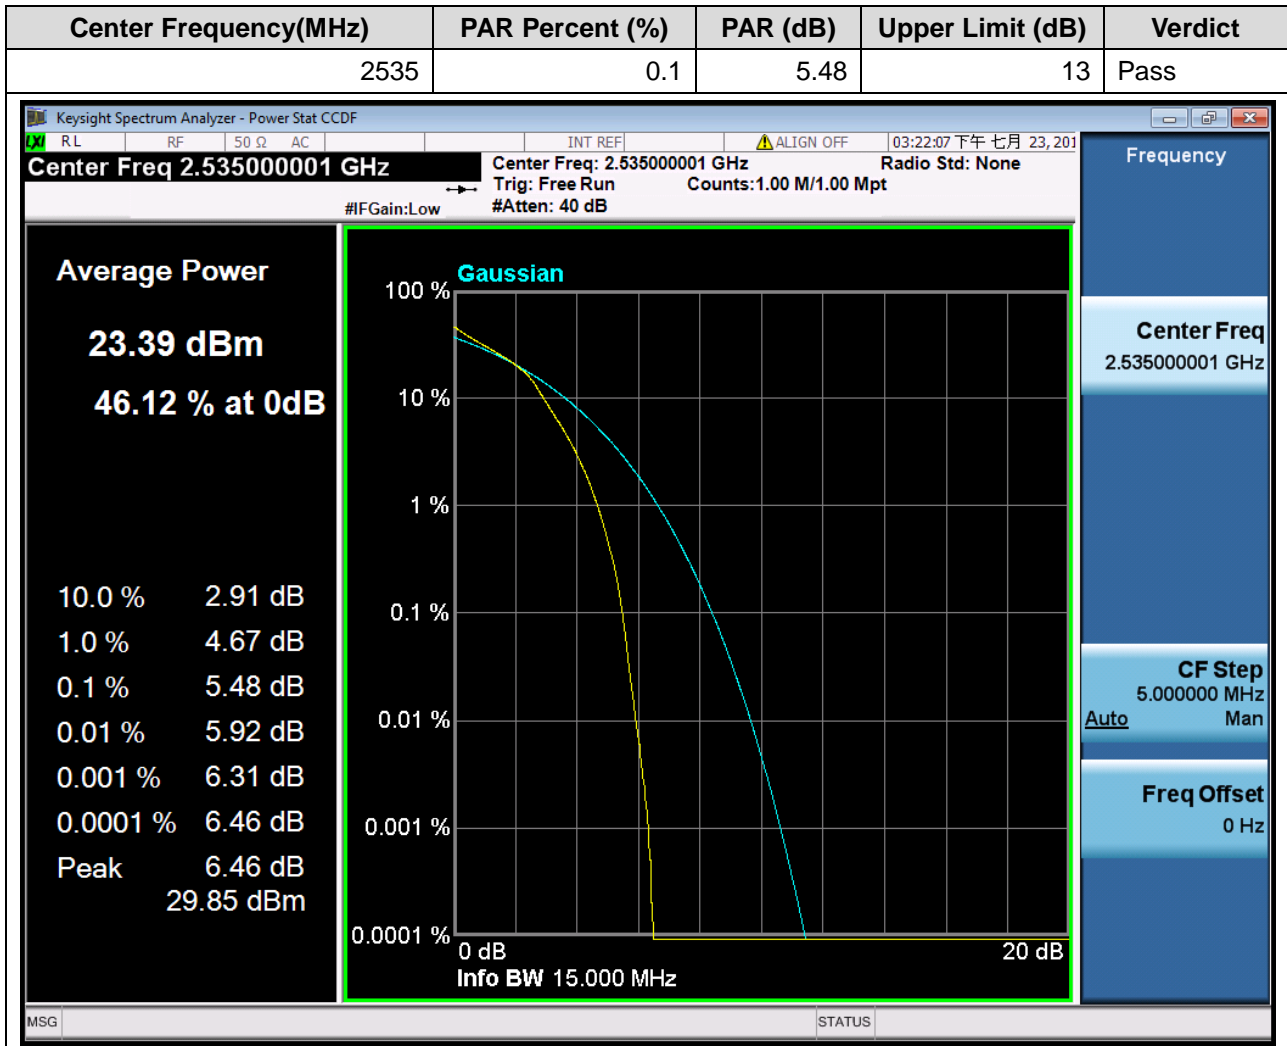 Center Frequency(MHz) PAR Percent (%) PAR (dB) Upper Limit (dB) Verdict
2535 0.1 5.48 13 Pass
Keysight Spectrum Analyzer - Power Stat CCDF
LXI RL RF 50 Ω AC INT REF ALIGN OFF 03:22:07 下午 七月 23, 201
Center Freq 2.535000001 GHz
Center Freq: 2.535000001 GHz Radio Std: None
Trig: Free Run Counts:1.00 M/1.00 Mpt
#IFGain:Low #Atten: 40 dB
Frequency
Average Power
23.39 dBm
46.12 % at 0dB
10.0 % 2.91 dB
1.0 % 4.67 dB
0.1 % 5.48 dB
0.01 % 5.92 dB
0.001 % 6.31 dB
0.0001 % 6.46 dB
Peak 6.46 dB
29.85 dBm
Gaussian
100 %
10 %
1 %
0.1 %
0.01 %
0.001 %
0.0001 %
0 dB 20 dB
Info BW 15.000 MHz
Center Freq
2.535000001 GHz
CF Step
5.000000 MHz
Auto Man
Freq Offset
0 Hz
MSG STATUS